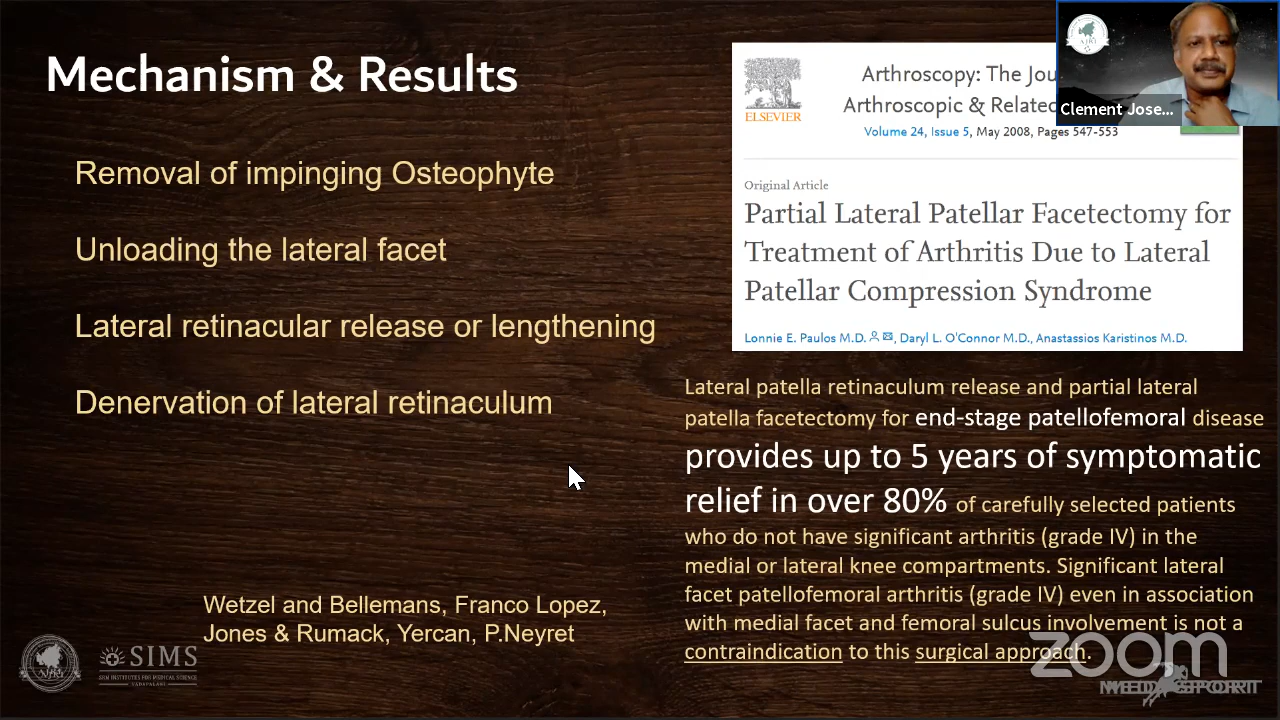 Mechanism & Results
Removal of impinging Osteophyte
Unloading the lateral facet
Lateral retinacular release or lengthening
Denervation of lateral retinaculum
Wetzel and Bellemans, Franco Lopez,
Jones & Rumack, Yercan, P.Neyret
SIMS
SRM INSTITUTES FOR MEDICAL SCIENCE
VADAPALANI
ELSEVIER
Arthroscopy: The Jou
Arthroscopic & Relate
Volume 24, Issue 5, May 2008, Pages 547-553
Clement Jose...
Original Article
Partial Lateral Patellar Facetectomy for
Treatment of Arthritis Due to Lateral
Patellar Compression Syndrome
Lonnie E. Paulos M.D. , Daryl L. O'Connor M.D., Anastassios Karistinos M.D.
Lateral patella retinaculum release and partial lateral
patella facetectomy for end-stage patellofemoral disease
provides up to 5 years of symptomatic
relief in over 80% of carefully selected patients
who do not have significant arthritis (grade IV) in the
medial or lateral knee compartments. Significant lateral
facet patellofemoral arthritis (grade IV) even in association
with medial facet and femoral sulcus involvement is not a
contraindication to this surgical approach.
zoom